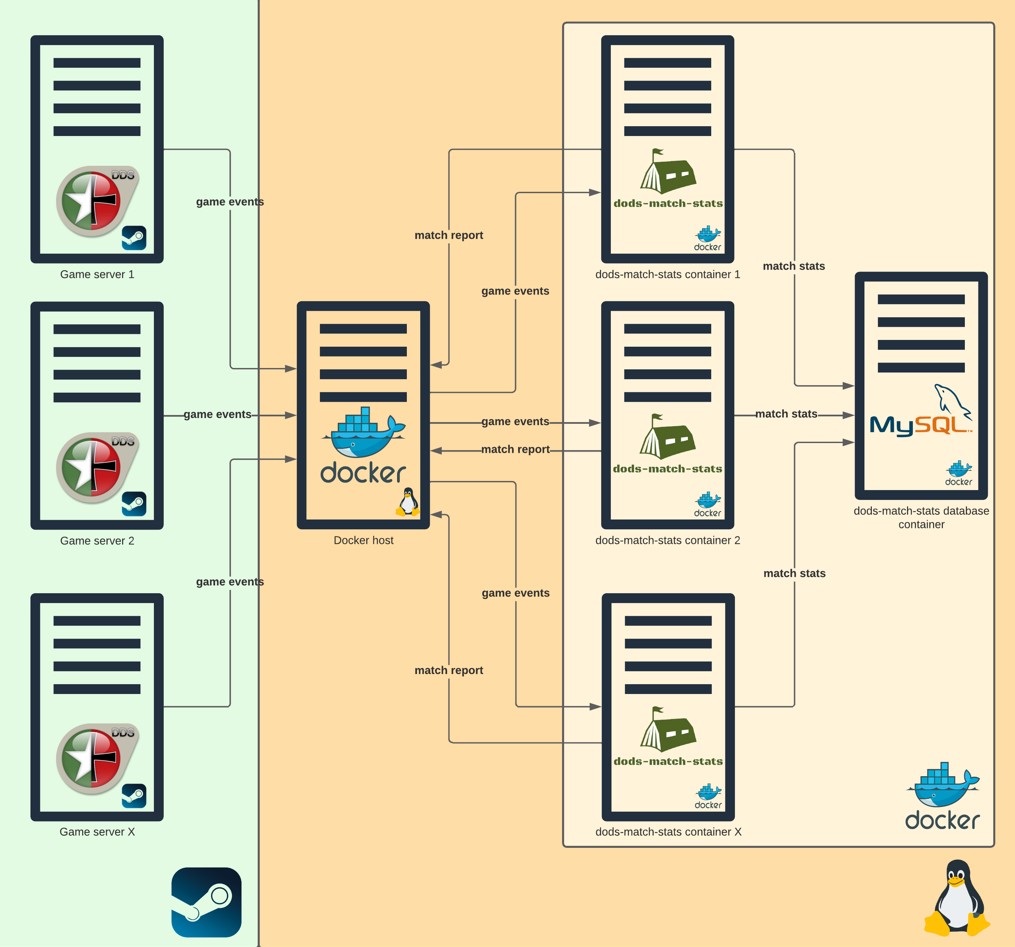 DDS
Game server 1
game events
DDS
Game server 2
game events
DDS
Game server X
game events
docker
Docker host
match report
game events
game events
match report
game events
match report
dods-match-stats
docker
dods-match-stats container 1
dods-match-stats
docker
dods-match-stats container 2
dods-match-stats
docker
dods-match-stats container X
match stats
match stats
match stats
MySQL
docker
dods-match-stats database
container
docker